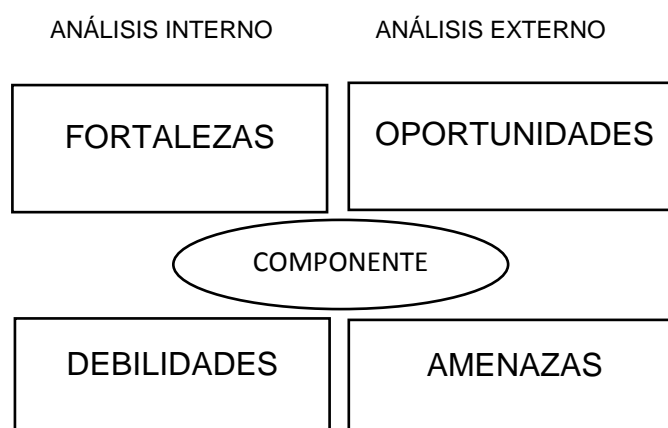 ANÁLISIS INTERNO
ANÁLISIS EXTERNO
FORTALEZAS
OPORTUNIDADES
COMPONENTE
DEBILIDADES
AMENAZAS